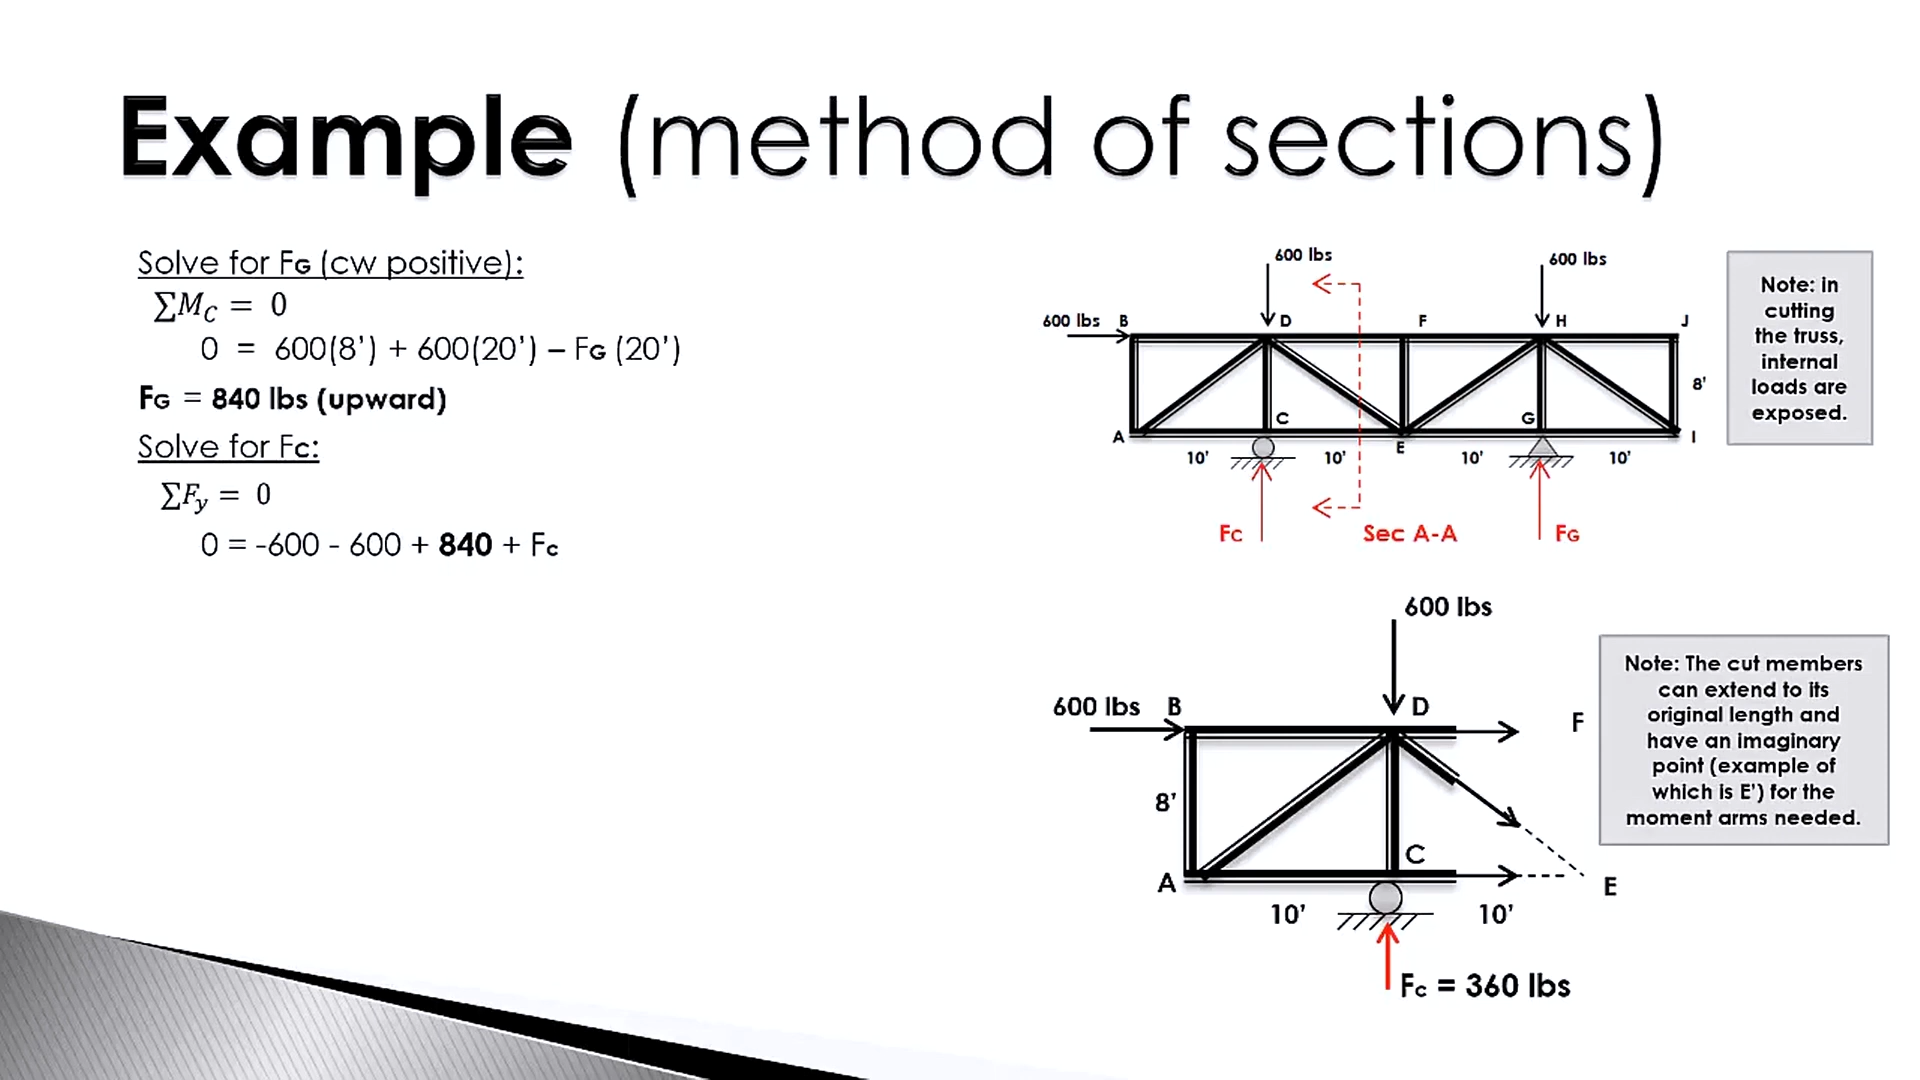 Example (method of sections)
Solve for FG (cw positive):
∑MC = 0
0 = 600(8’) + 600(20’) – FG (20’)
FG = 840 lbs (upward)
Solve for Fc:
∑Fy = 0
0 = -600 - 600 + 840 + Fc
600 lbs
600 lbs
600 lbs B
D
F
H
J
8'
A
C
E
G
I
10'
10'
10'
10'
FC
Sec A-A
FG
Note: in
cutting
the truss,
internal
loads are
exposed.
600 lbs
600 lbs B
D
F
8’
A
C
E
10’
10’
Fc = 360 lbs
Note: The cut members
can extend to its
original length and
have an imaginary
point (example of
which is E’) for the
moment arms needed.